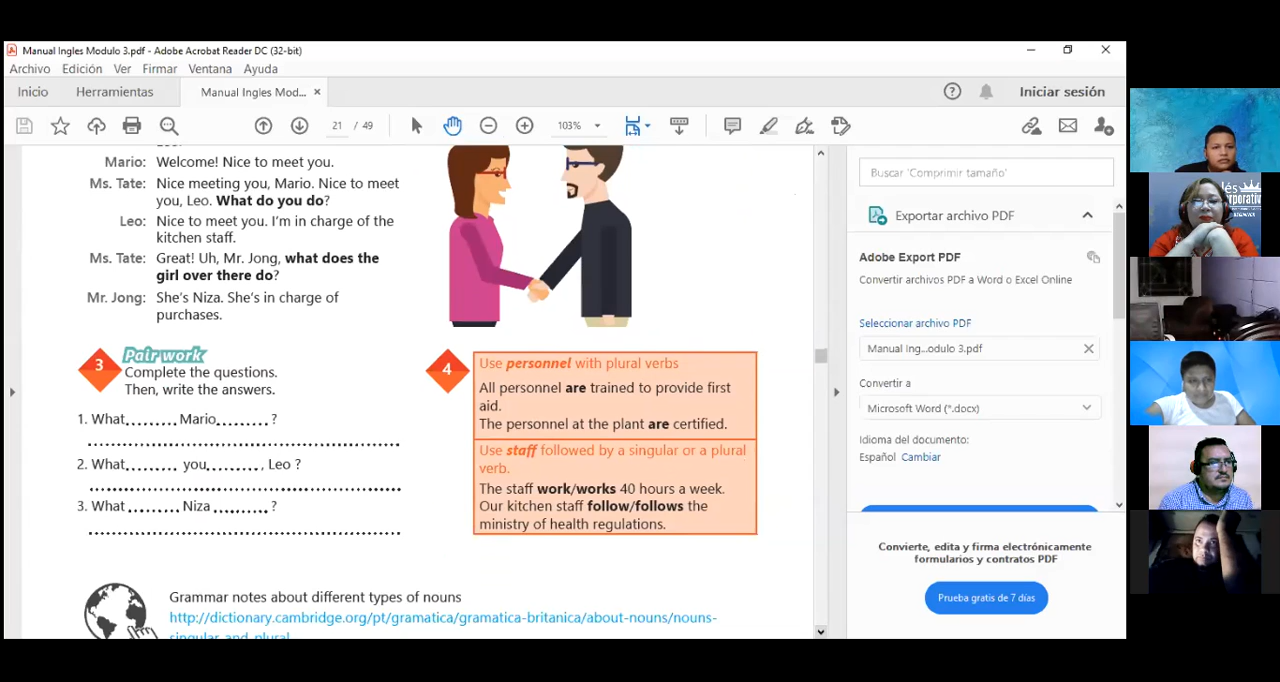 Manual Ingles Modulo 3.pdf - Adobe Acrobat Reader DC (32-bit)
Archivo Edición Ver Firmar Ventana Ayuda
Inicio Herramientas Manual Ingles Mod... × Iniciar sesión
21 / 49 103%
Mario: Welcome! Nice to meet you.
Ms. Tate: Nice meeting you, Mario. Nice to meet
you, Leo. What do you do?
Leo: Nice to meet you. I'm in charge of the
kitchen staff.
Ms. Tate: Great! Uh, Mr. Jong, what does the
girl over there do?
Mr. Jong: She's Niza. She's in charge of
purchases.
3 Pair work
Complete the questions.
Then, write the answers.
1. What......... Mario......... ?
2. What......... you........., Leo ?
3. What ......... Niza ......... ?
4
Use personnel with plural verbs
All personnel are trained to provide first
aid.
The personnel at the plant are certified.
Use staff followed by a singular or a plural
verb.
The staff work/works 40 hours a week.
Our kitchen staff follow/follows the
ministry of health regulations.
Grammar notes about different types of nouns
http://dictionary.cambridge.org/pt/gramatica/gramatica-britanica/about-nouns/nouns-
singular-and-plural
Buscar 'Comprimir tamaño'
Exportar archivo PDF
Adobe Export PDF
Convertir archivos PDF a Word o Excel Online
Seleccionar archivo PDF
Manual Ing...odulo 3.pdf
Convertir a
Microsoft Word (*.docx)
Idioma del documento:
Español Cambiar
Convierte, edita y firma electrónicamente
formularios y contratos PDF
Prueba gratis de 7 días